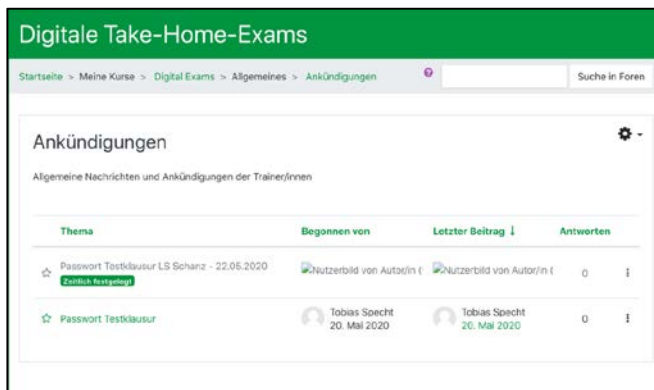 Digitale Take-Home-Exams
Startseite > Meine Kurse > Digital Exams > Allgemeines > Ankündigungen
Suche in Foren
Ankündigungen
Allgemeine Nachrichten und Ankündigungen der Trainer/innen
Thema Begonnen von Letzter Beitrag ↓ Antworten
Passwort Testklausur LS Schanz - 22.05.2020 Nutzerbild von Autor/in ( Nutzerbild von Autor/in ( 0
Zeitlich festgelegt
Passwort Testklausur Tobias Specht Tobias Specht 0
20. Mai 2020 20. Mai 2020